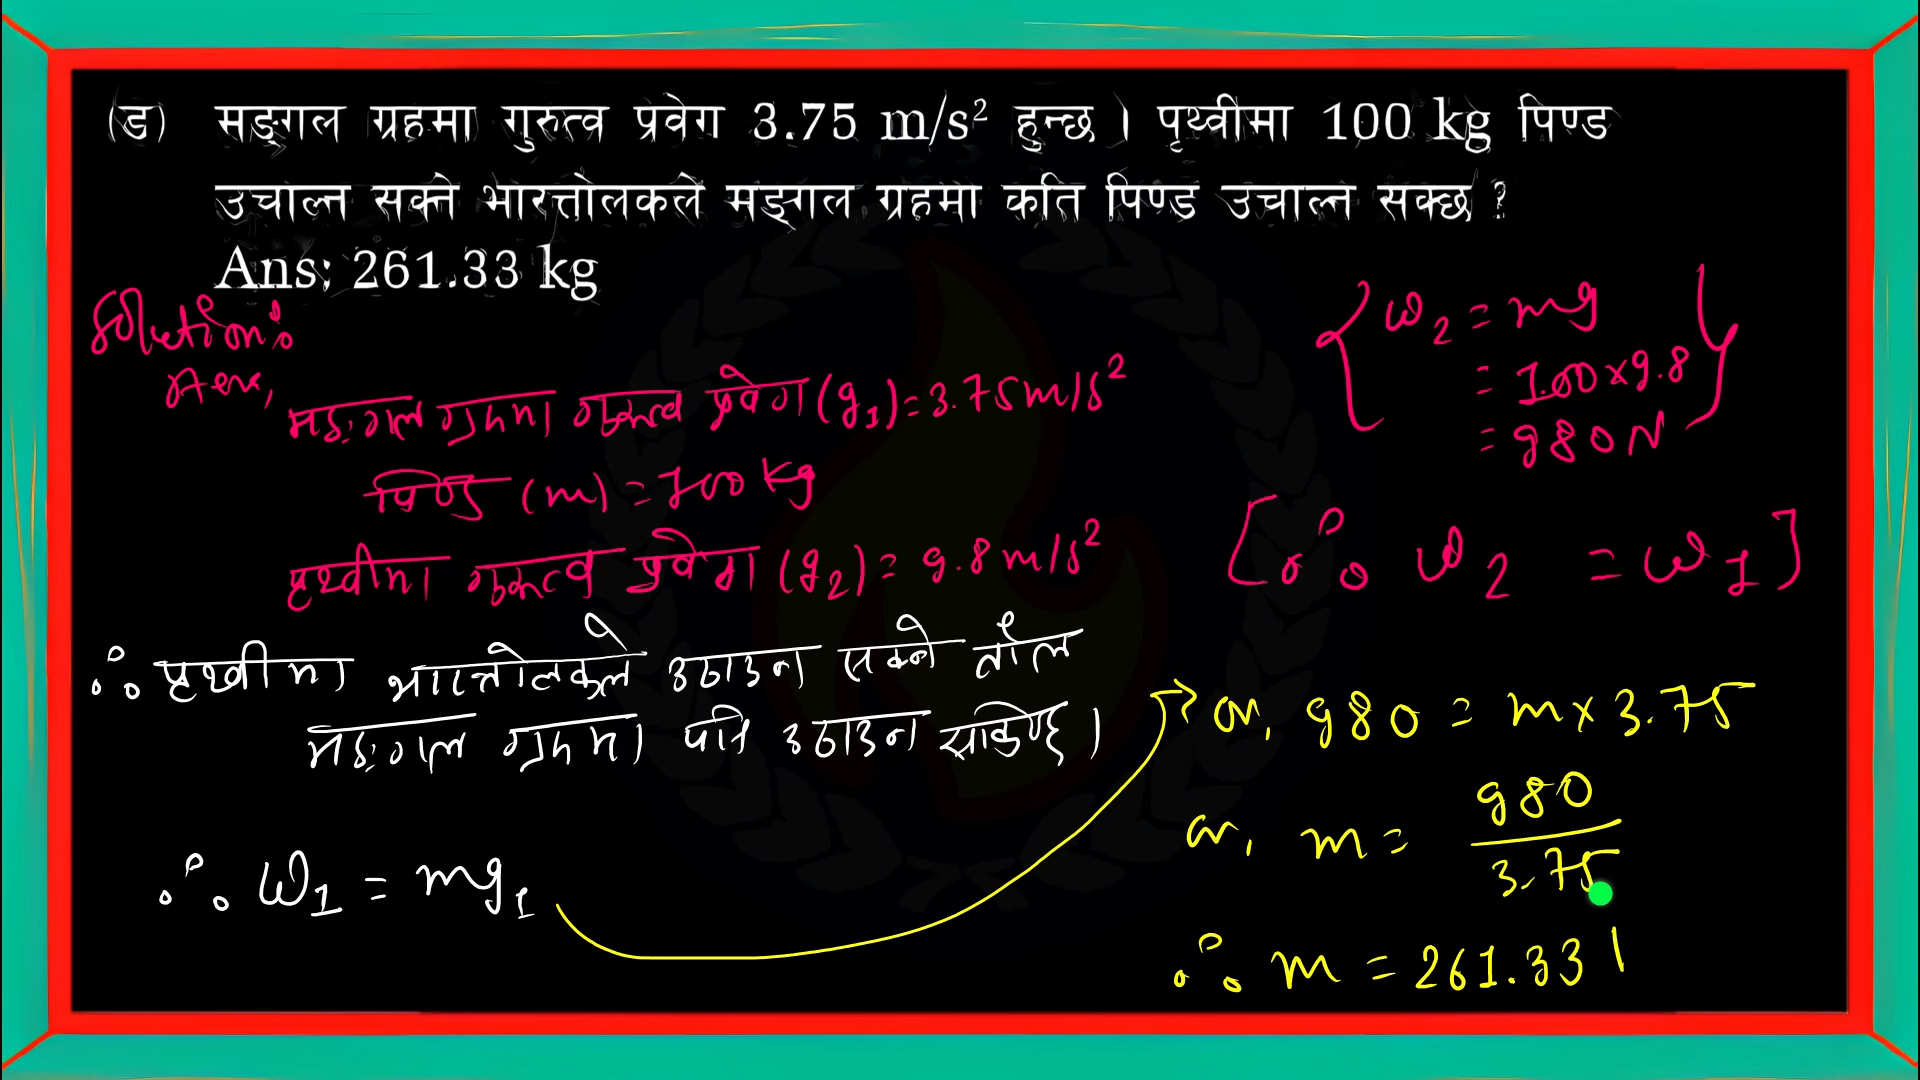 (ड) मङ्गल ग्रहमा गुरुत्व प्रवेग 3.75 m/s² हुन्छ । पृथ्वीमा 100 kg पिण्ड
उचाल्न सक्ने भारत्तोलकले मङ्गल ग्रहमा कति पिण्ड उचाल्न सक्छ ?
Ans: 261.33 kg
Solution:
Here,
मङ्गल ग्रहमा गुरुत्व प्रवेग (g₁) = 3.75 m/s²
पिण्ड (m) = 100 kg
पृथ्वीमा गुरुत्व प्रवेग (g₂) = 9.8 m/s²
∴ पृथ्वीमा भारत्तोलकले उठाउन सक्ने तौल
मङ्गल ग्रहमा पनि उठाउन सकिन्छ ।
∴ W₁ = mg₁
W₂ = mg
= 100 x 9.8
= 980 N
[∴ W₂ = W₁]
or, 980 = m x 3.75
or, m = 980
3.75
∴ m = 261.33